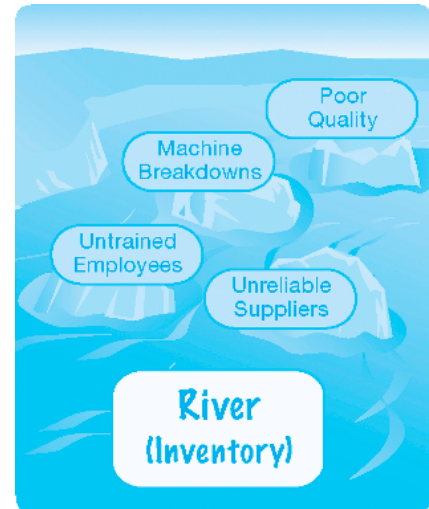 Poor
Quality
Machine
Breakdowns
Untrained
Employees
Unreliable
Suppliers
River
(Inventory)